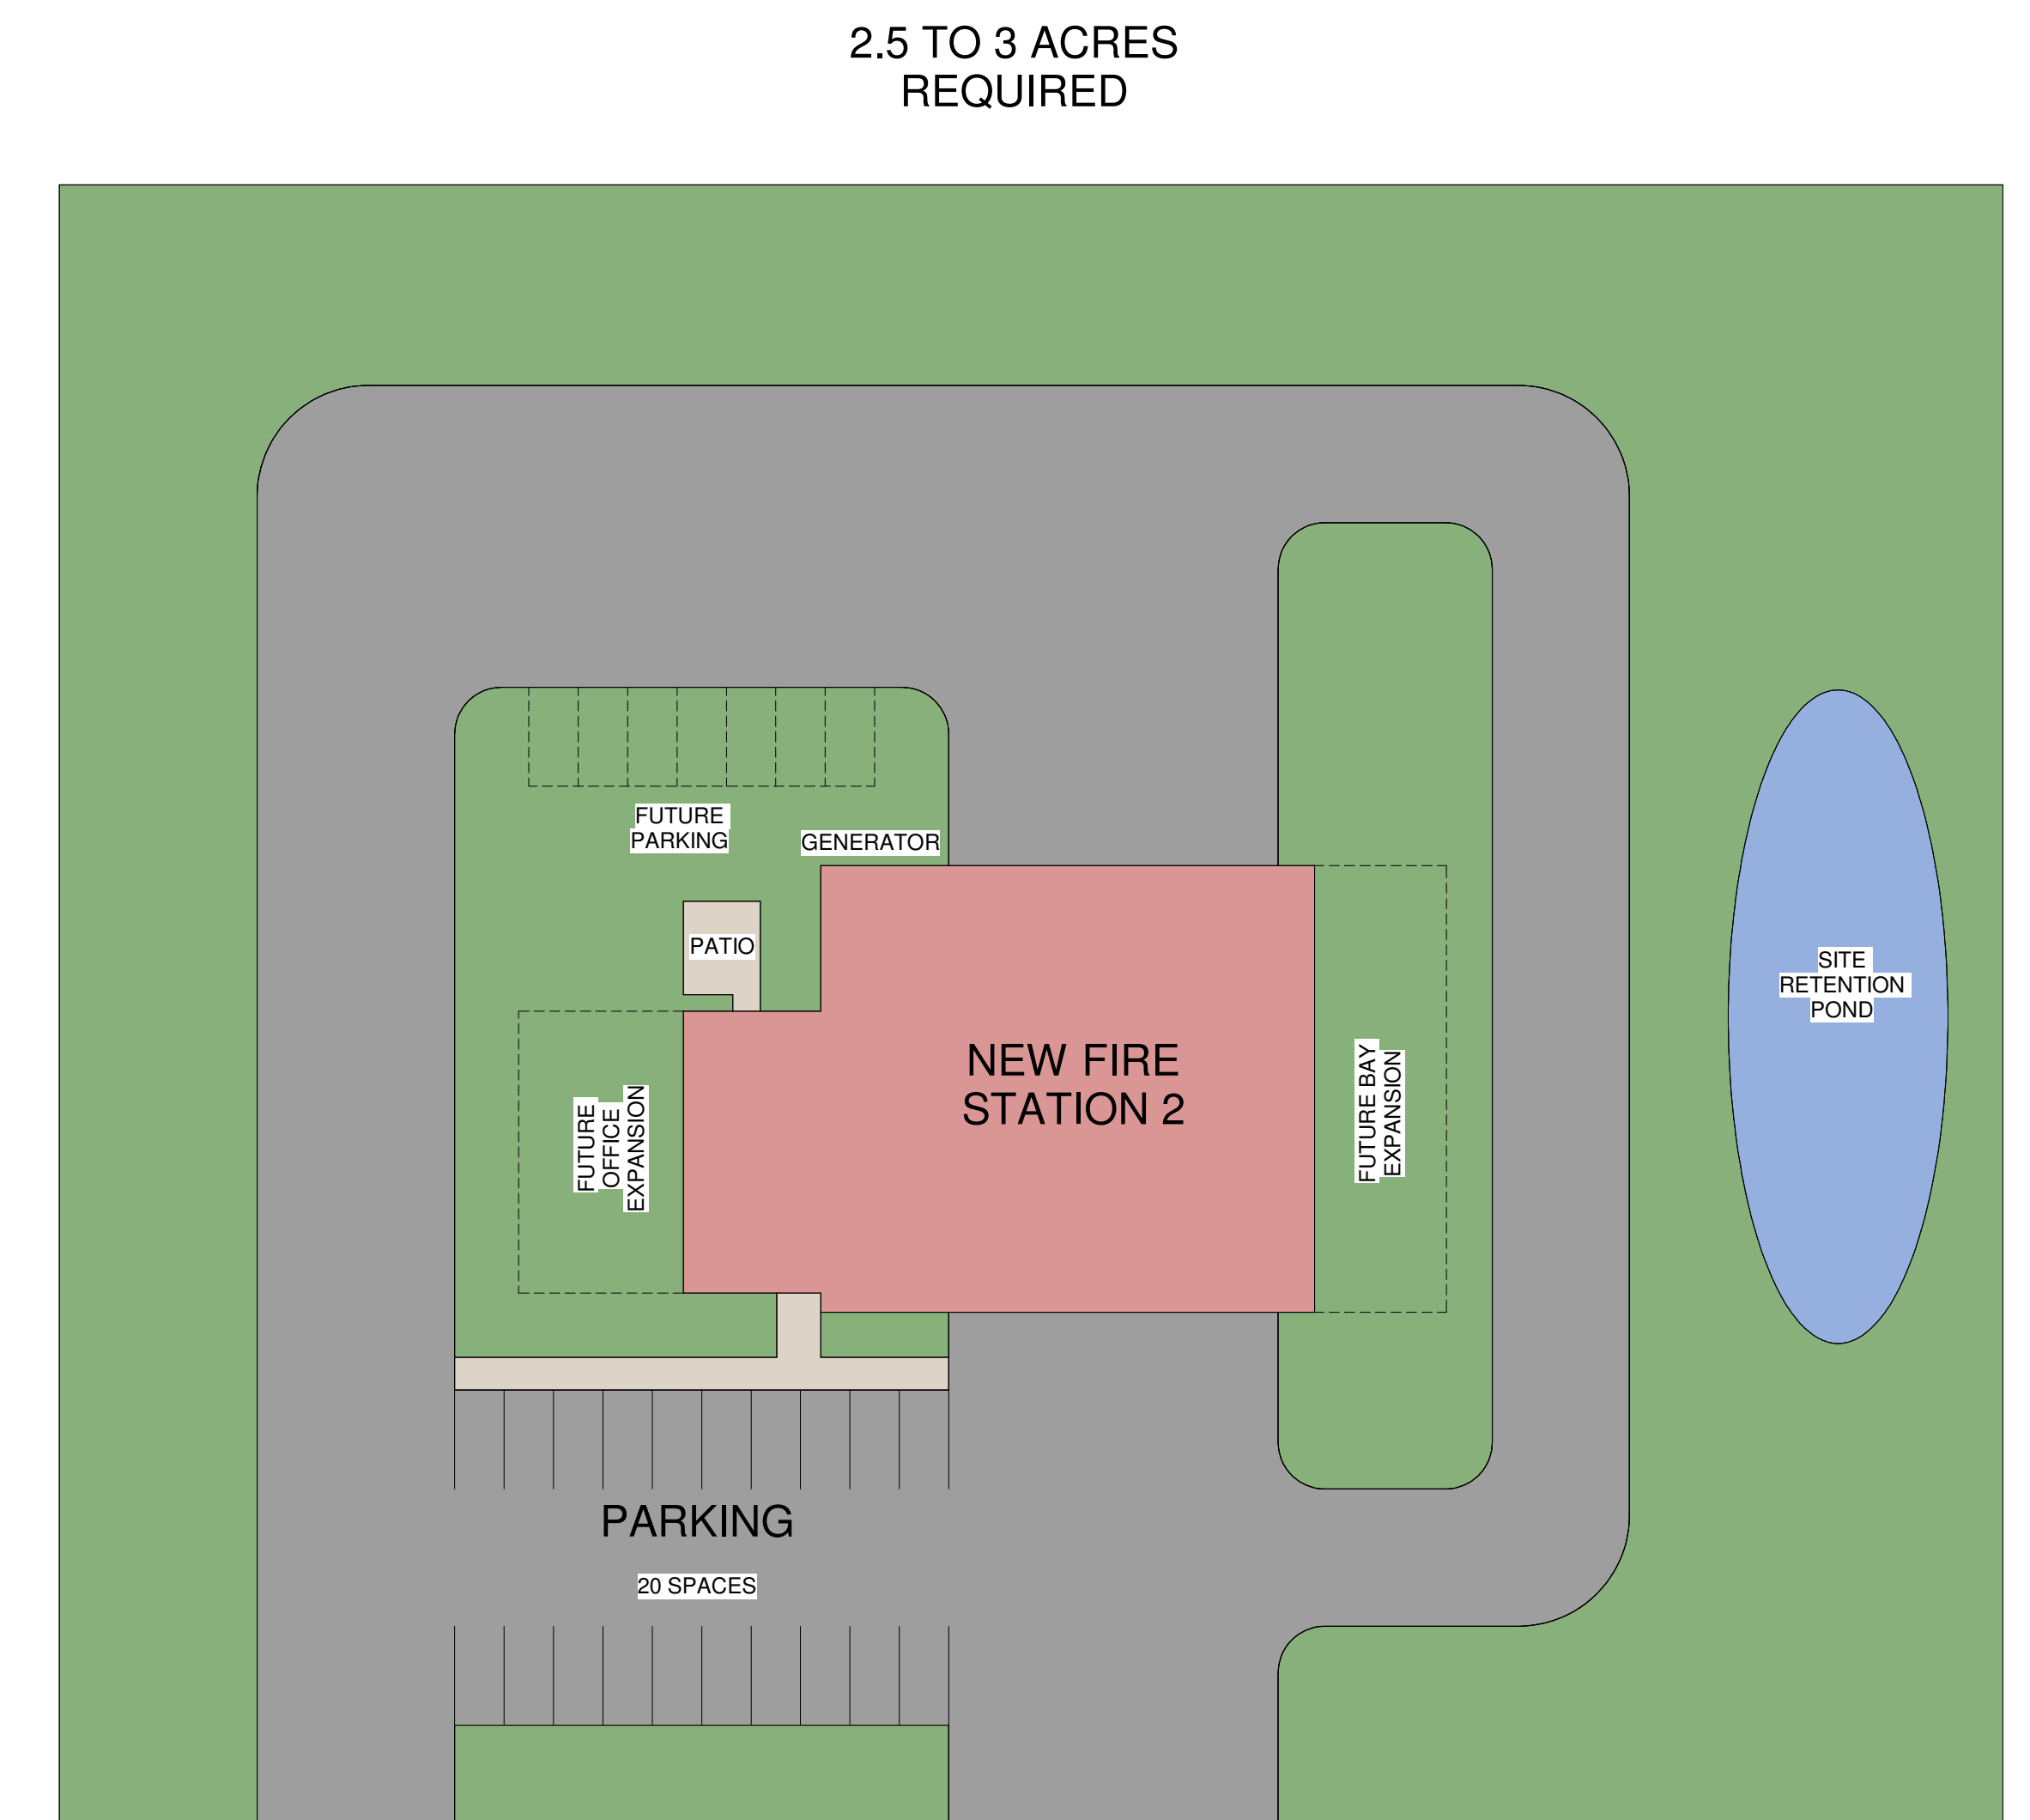 2.5 TO 3 ACRES
REQUIRED
FUTURE
PARKING
GENERATOR
PATIO
SITE
RETENTION
POND
NEW FIRE
STATION 2
FUTURE
OFFICE
EXPANSION
FUTURE BAY
EXPANSION
PARKING
20 SPACES